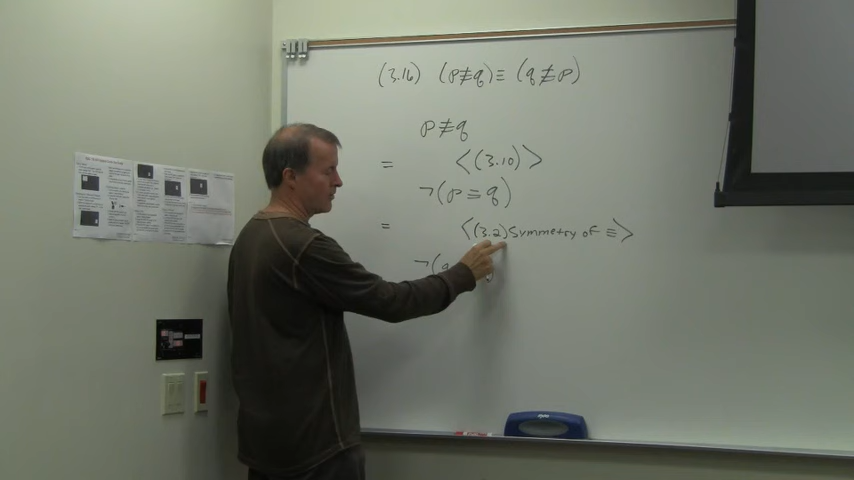 (3.16) (p≢q) ≡ (q≢p)
p≢q
= <(3.10)>
¬(p ≡ q)
= <(3.2) Symmetry of ≡>
¬(q